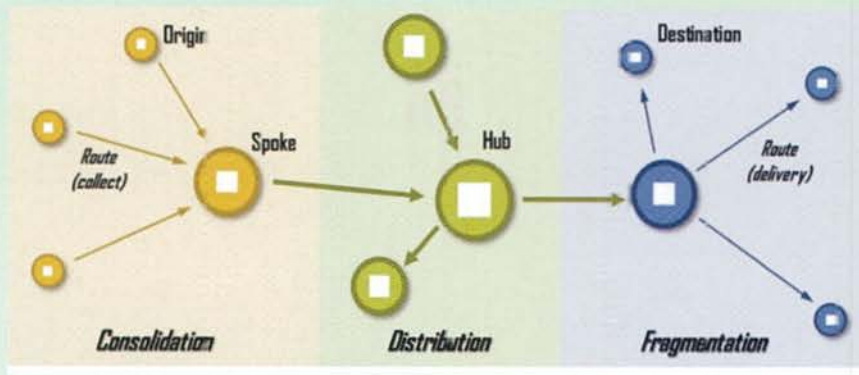 Origin
Destination
Spoke
Hub
Route
(collect)
Route
(delivery)
Consolidation
Distribution
Fragmentation